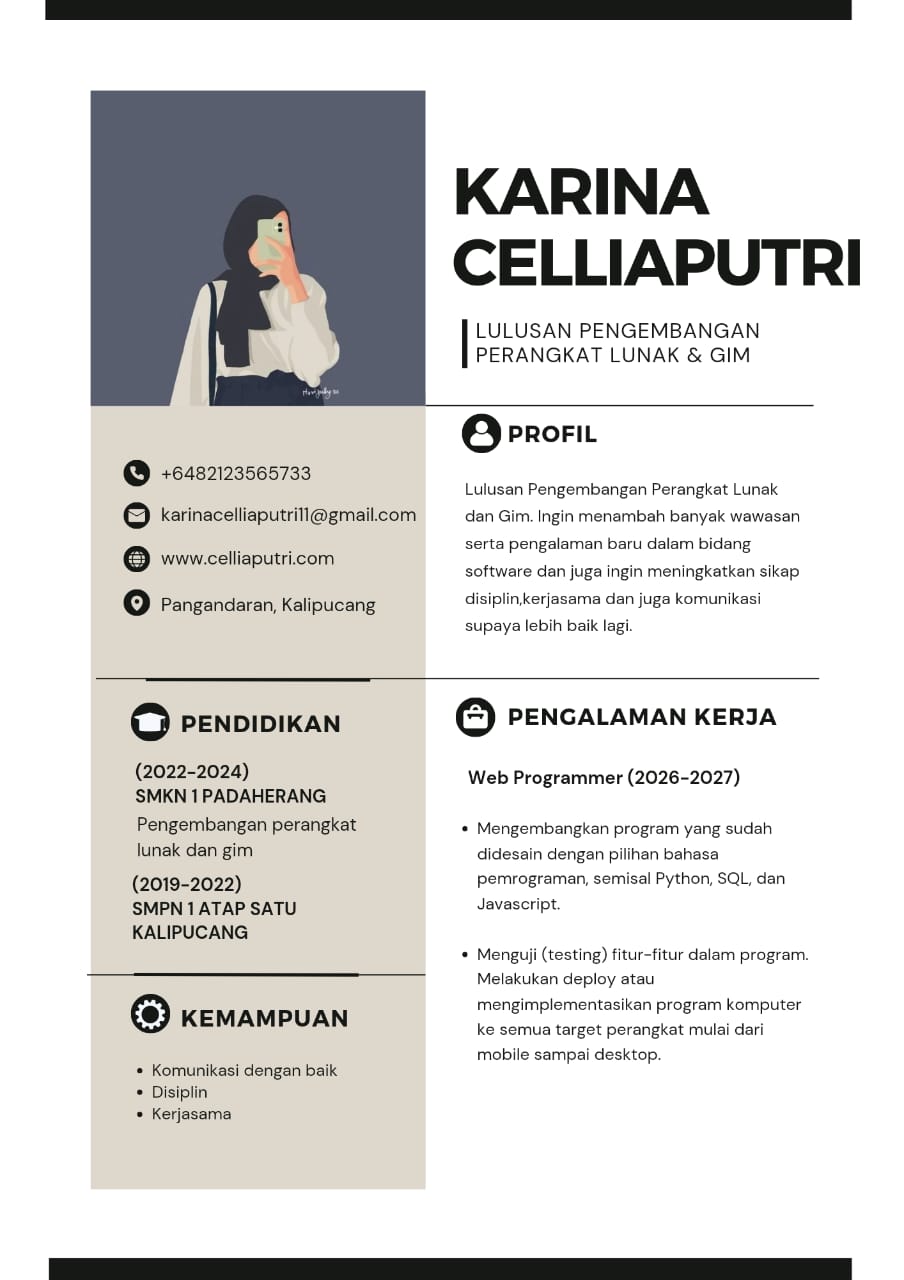 KARINA
CELLIAPUTRI
LULUSAN PENGEMBANGAN
PERANGKAT LUNAK & GIM
+6482123565733
karinacelliaputri11@gmail.com
www.celliaputri.com
Pangandaran, Kalipucang
PROFIL
Lulusan Pengembangan Perangkat Lunak
dan Gim. Ingin menambah banyak wawasan
serta pengalaman baru dalam bidang
software dan juga ingin meningkatkan sikap
disiplin,kerjasama dan juga komunikasi
supaya lebih baik lagi.
PENDIDIKAN
(2022-2024)
SMKN 1 PADAHERANG
Pengembangan perangkat
lunak dan gim
(2019-2022)
SMPN 1 ATAP SATU
KALIPUCANG
KEMAMPUAN
• Komunikasi dengan baik
• Disiplin
• Kerjasama
PENGALAMAN KERJA
Web Programmer (2026-2027)
• Mengembangkan program yang sudah
didesain dengan pilihan bahasa
pemrograman, semisal Python, SQL, dan
Javascript.
• Menguji (testing) fitur-fitur dalam program.
Melakukan deploy atau
mengimplementasikan program komputer
ke semua target perangkat mulai dari
mobile sampai desktop.